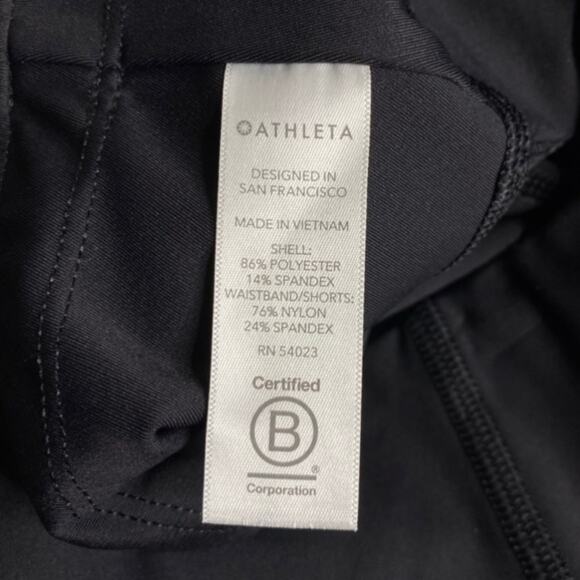 ATHLETA
DESIGNED IN
SAN FRANCISCO
MADE IN VIETNAM
SHELL:
86% POLYESTER
14% SPANDEX
WAISTBAND/SHORTS:
76% NYLON
24% SPANDEX
RN 54023
Certified
B
®
Corporation